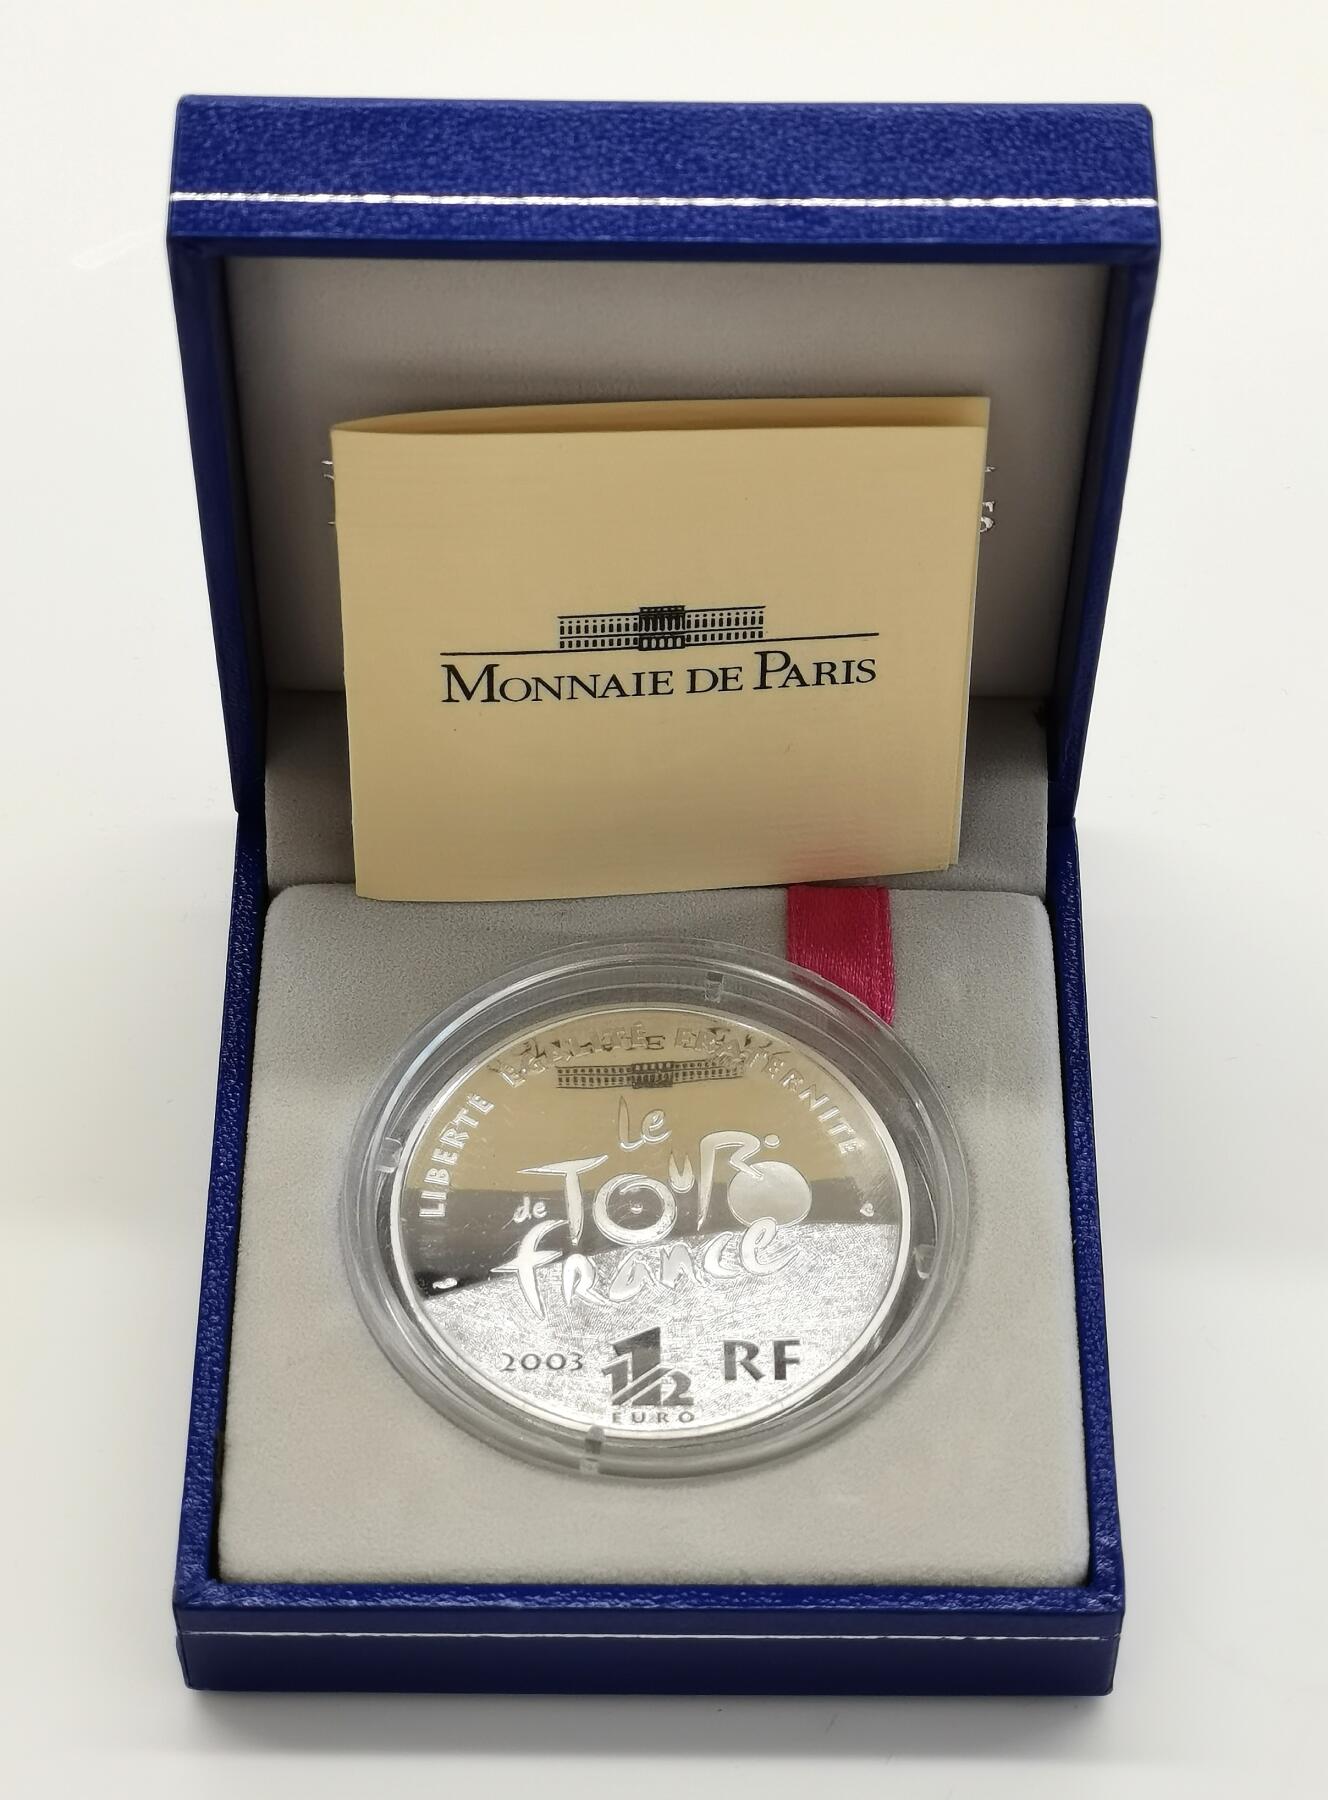 MONNAIE DE PARIS
LIBERTÉ ÉGALITÉ FRATERNITÉ
Le
TOUR
de
france
2003
1 1/2
EURO
RF